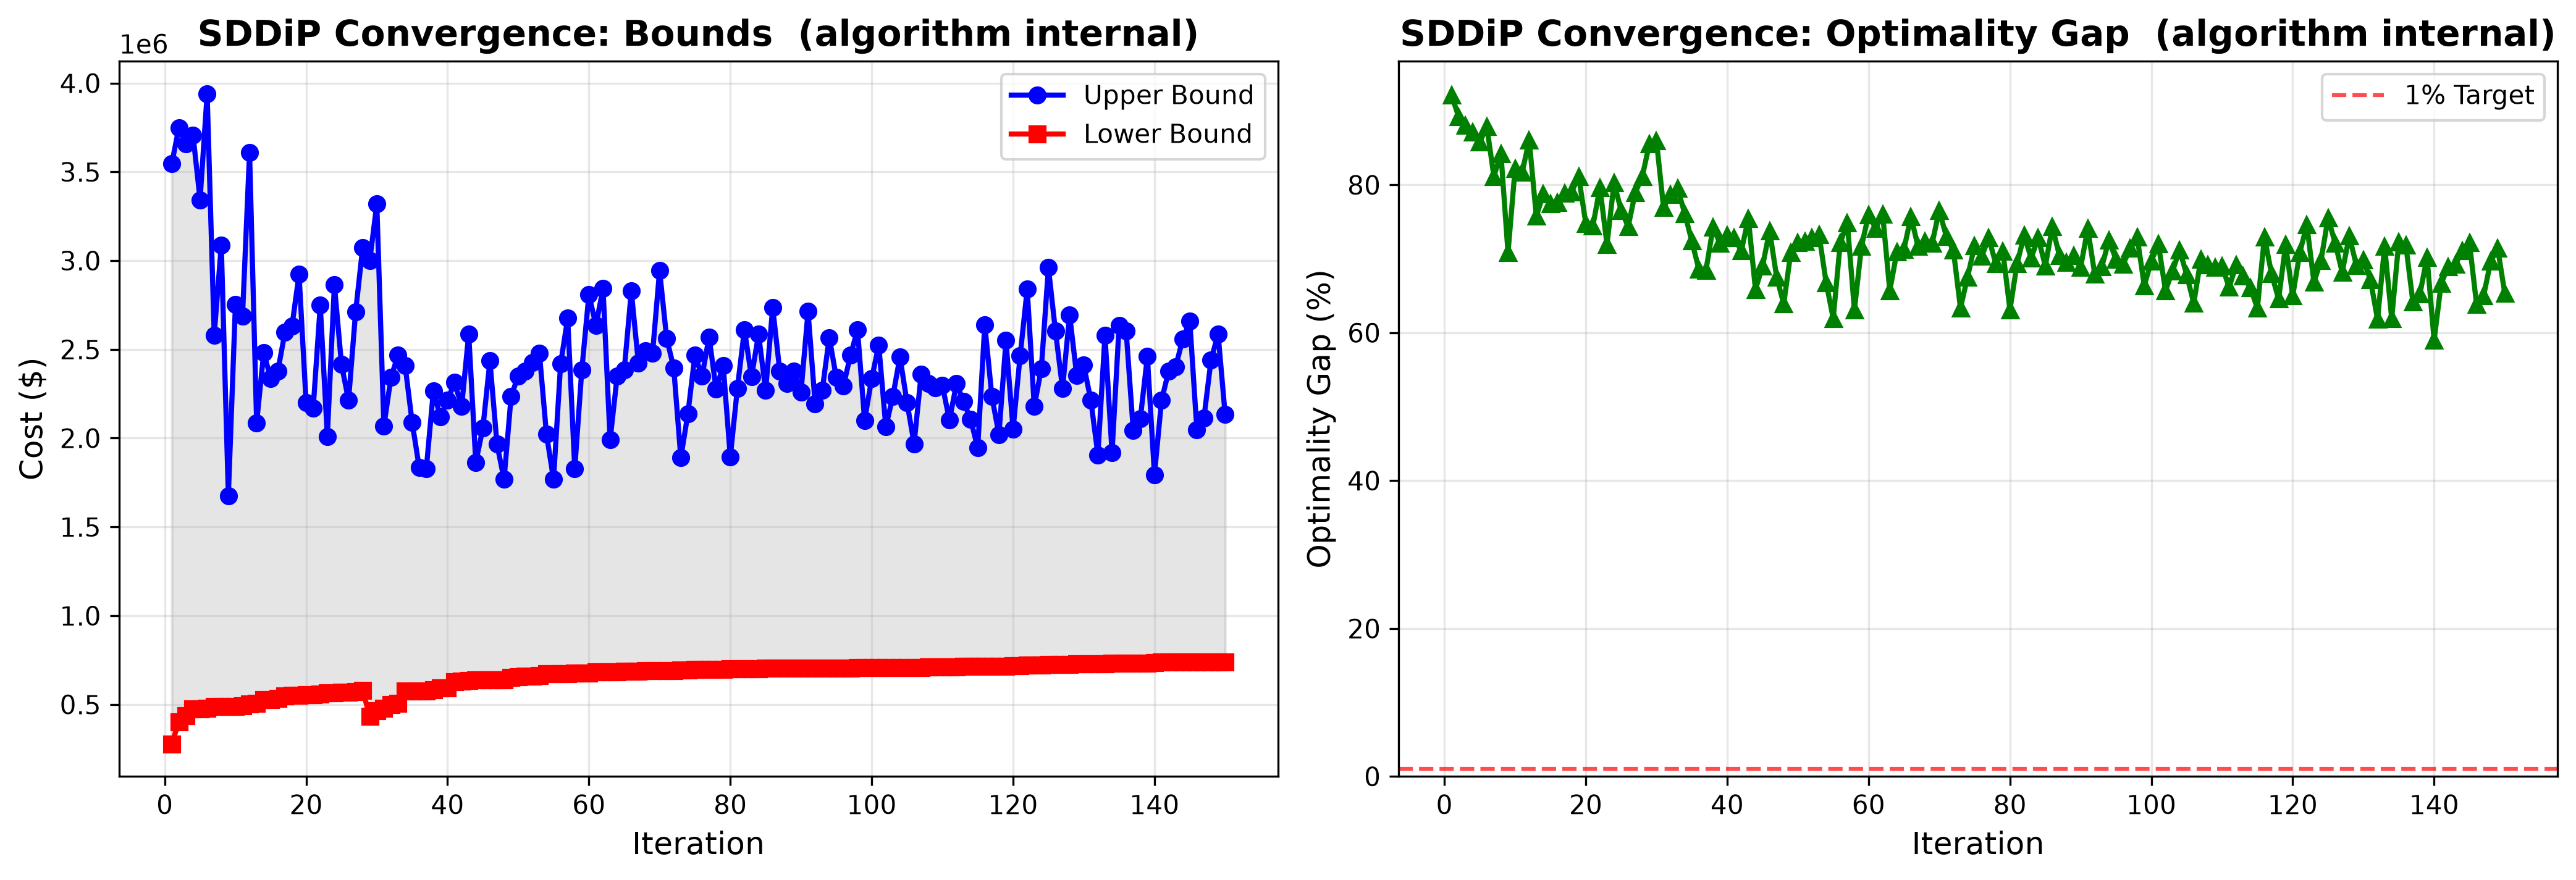 SDDiP Convergence: Bounds  (algorithm internal)
1e6
4.0
3.5
3.0
2.5
2.0
1.5
1.0
0.5
Cost ($)
Upper Bound
Lower Bound
0 20 40 60 80 100 120 140
Iteration
SDDiP Convergence: Optimality Gap  (algorithm internal)
1% Target
80
60
40
20
0
Optimality Gap (%)
0 20 40 60 80 100 120 140
Iteration